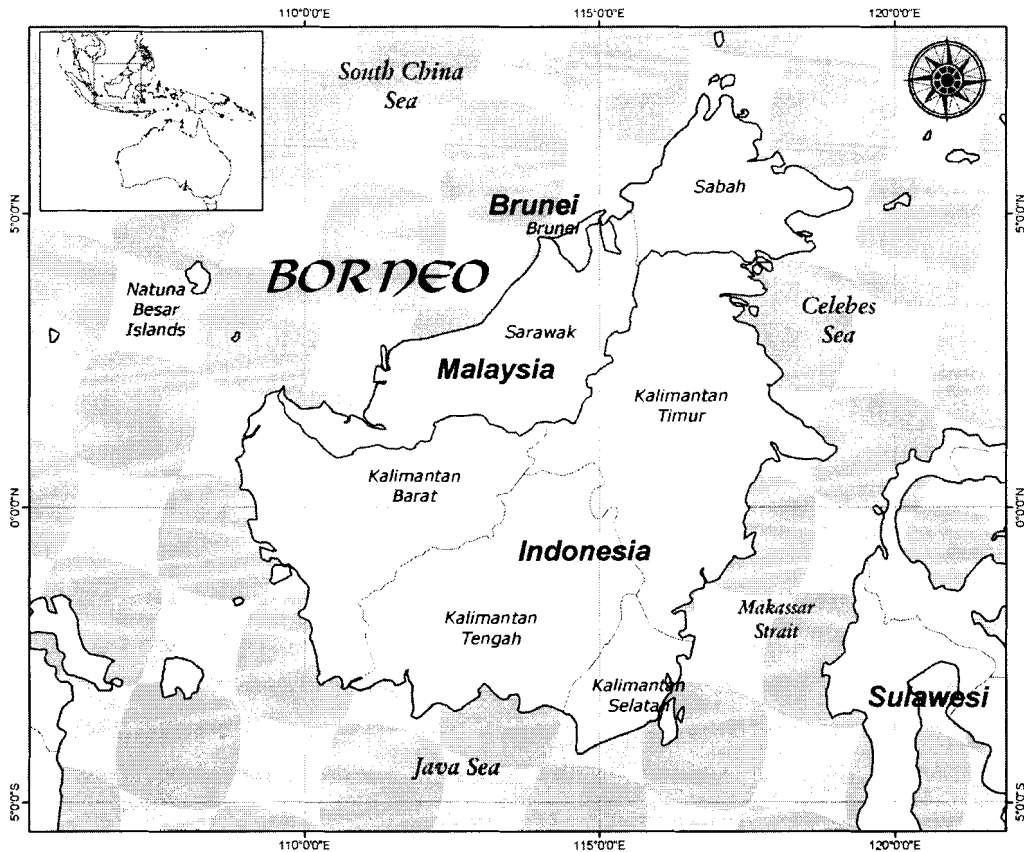 110°0'0"E
115°0'0"E
120°0'0"E
South China
Sea
Sabah
5°0'0"N
5°0'0"N
Brunei
Brunei
BORNEO
Natuna
Besar
Islands
Celebes
Sea
Sarawak
Malaysia
Kalimantan
Timur
Kalimantan
Barat
0°0'0"N
0°0'0"N
Indonesia
Makassar
Strait
Kalimantan
Tengah
Kalimantan
Selatan
Sulawesi
Java Sea
5°0'0"S
5°0'0"S
110°0'0"E
115°0'0"E
120°0'0"E